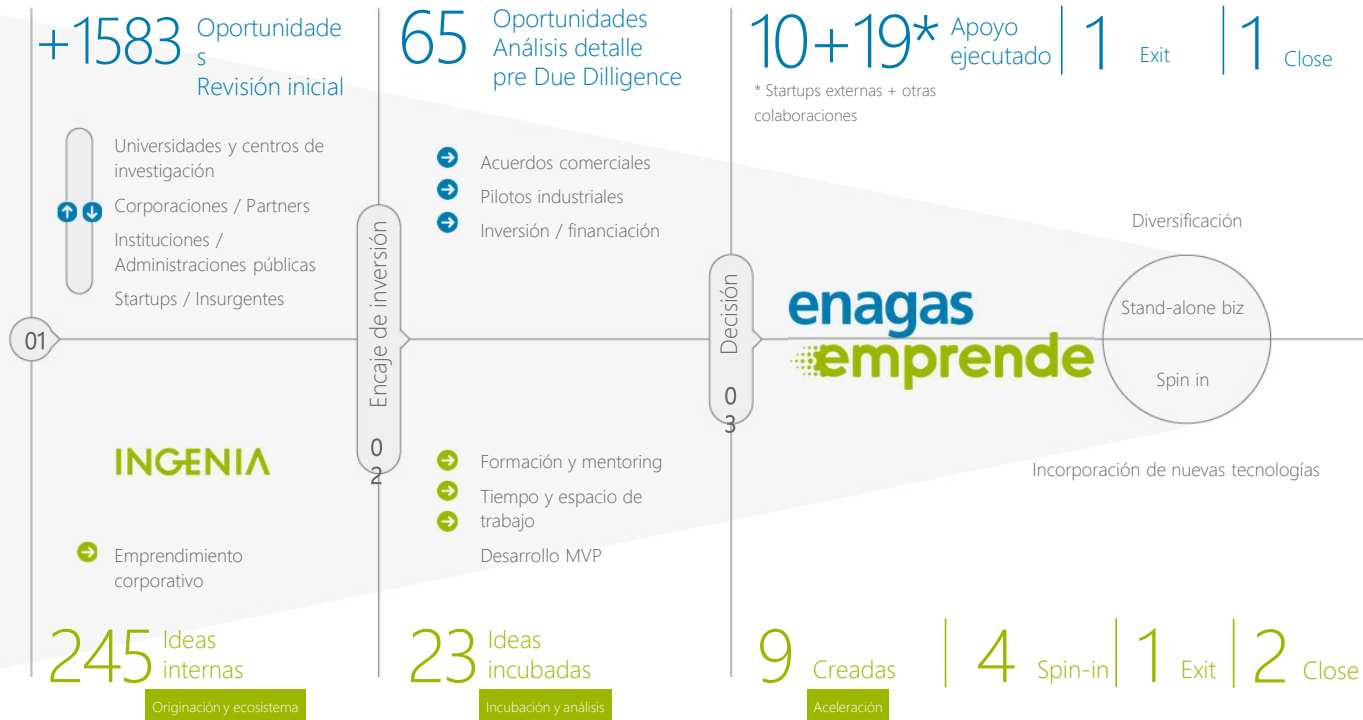 +1583 Oportunidade
s
Revisión inicial
65 Oportunidades
Análisis detalle
pre Due Dilligence
10+19* Apoyo
ejecutado
1 Exit
1 Close
* Startups externas + otras
colaboraciones
Universidades y centros de
investigación
Corporaciones / Partners
Instituciones /
Administraciones públicas
Startups / Insurgentes
Acuerdos comerciales
Pilotos industriales
Inversión / financiación
01
Encaje de inversión
0
2
Decisión
0
3
enagas
emprende
Diversificación
Stand-alone biz
Spin in
Incorporación de nuevas tecnologías
INGENIA
Emprendimiento
corporativo
Formación y mentoring
Tiempo y espacio de
trabajo
Desarrollo MVP
245 Ideas
internas
23 Ideas
incubadas
9 Creadas
4 Spin-in
1 Exit
2 Close
Originación y ecosistema
Incubación y análisis
Aceleración